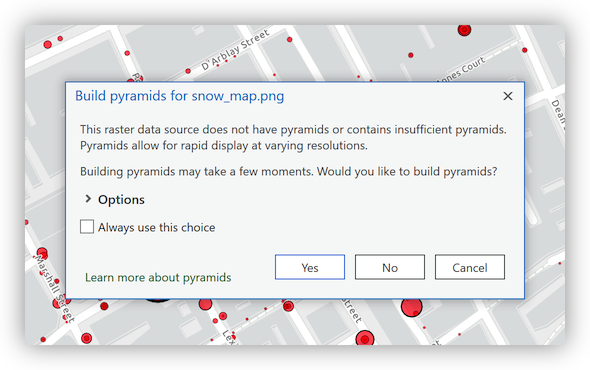 D'Arblay Street
Court
Dean
Build pyramids for snow_map.png
This raster data source does not have pyramids or contains insufficient pyramids.
Pyramids allow for rapid display at varying resolutions.
Building pyramids may take a few moments. Would you like to build pyramids?
Options
Always use this choice
Yes
No
Cancel
Learn more about pyramids
Marshall Street
Street